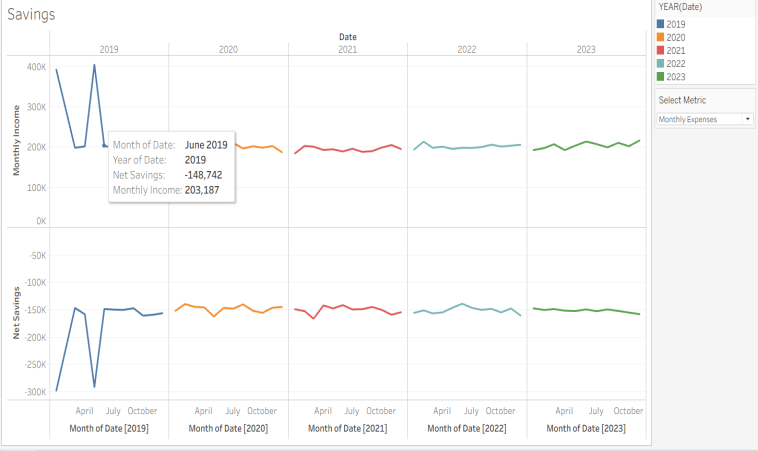 Savings
Date
2019 2020 2021 2022 2023
Monthly Income
400K
300K
200K
100K
0K
Month of Date: June 2019
Year of Date: 2019
Net Savings: -148,742
Monthly Income: 203,187
Net Savings
-50K
-100K
-150K
-200K
-250K
-300K
April July October April July October April July October April July October April July October
Month of Date [2019] Month of Date [2020] Month of Date [2021] Month of Date [2022] Month of Date [2023]
YEAR(Date)
2019
2020
2021
2022
2023
Select Metric
Monthly Expenses